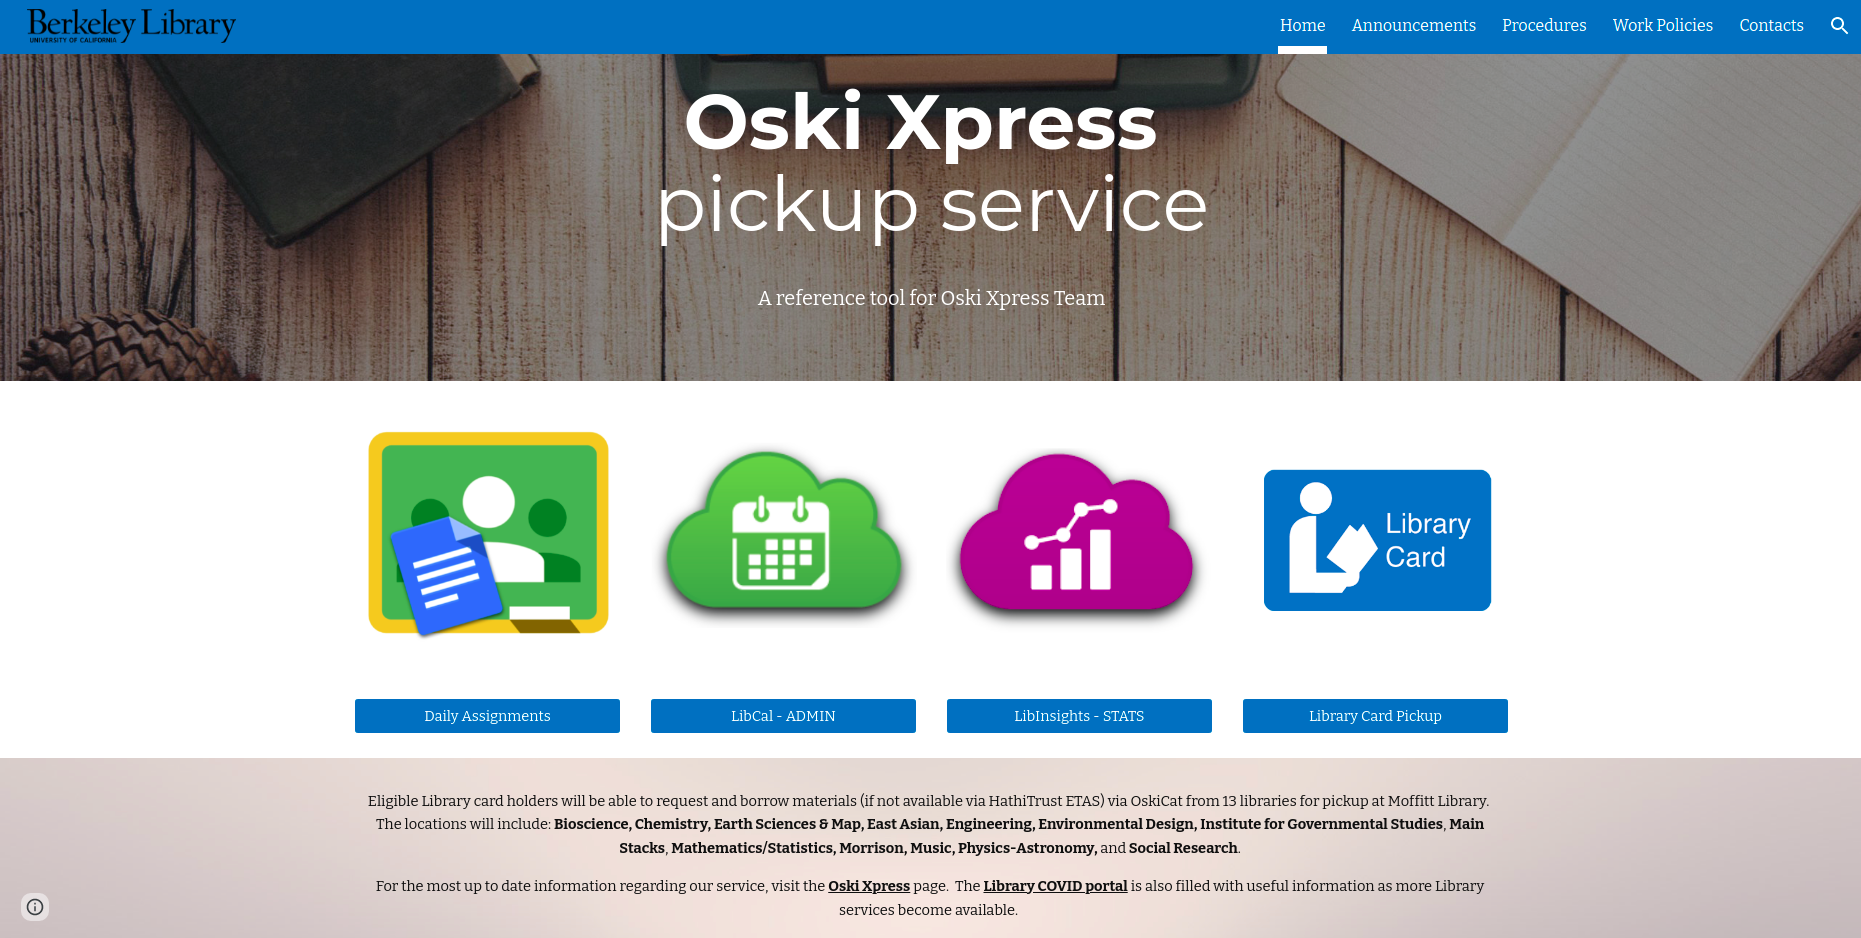 Berkeley Library
UNIVERSITY OF CALIFORNIA
Home
Announcements
Procedures
Work Policies
Contacts
Oski Xpress
pickup service
A reference tool for Oski Xpress Team
Library
Card
Daily Assignments
LibCal - ADMIN
LibInsights - STATS
Library Card Pickup
Eligible Library card holders will be able to request and borrow materials (if not available via HathiTrust ETAS) via OskiCat from 13 libraries for pickup at Moffitt Library.
The locations will include: Bioscience, Chemistry, Earth Sciences & Map, East Asian, Engineering, Environmental Design, Institute for Governmental Studies, Main
Stacks, Mathematics/Statistics, Morrison, Music, Physics-Astronomy, and Social Research.
For the most up to date information regarding our service, visit the Oski Xpress page.  The Library COVID portal is also filled with useful information as more Library
services become available.